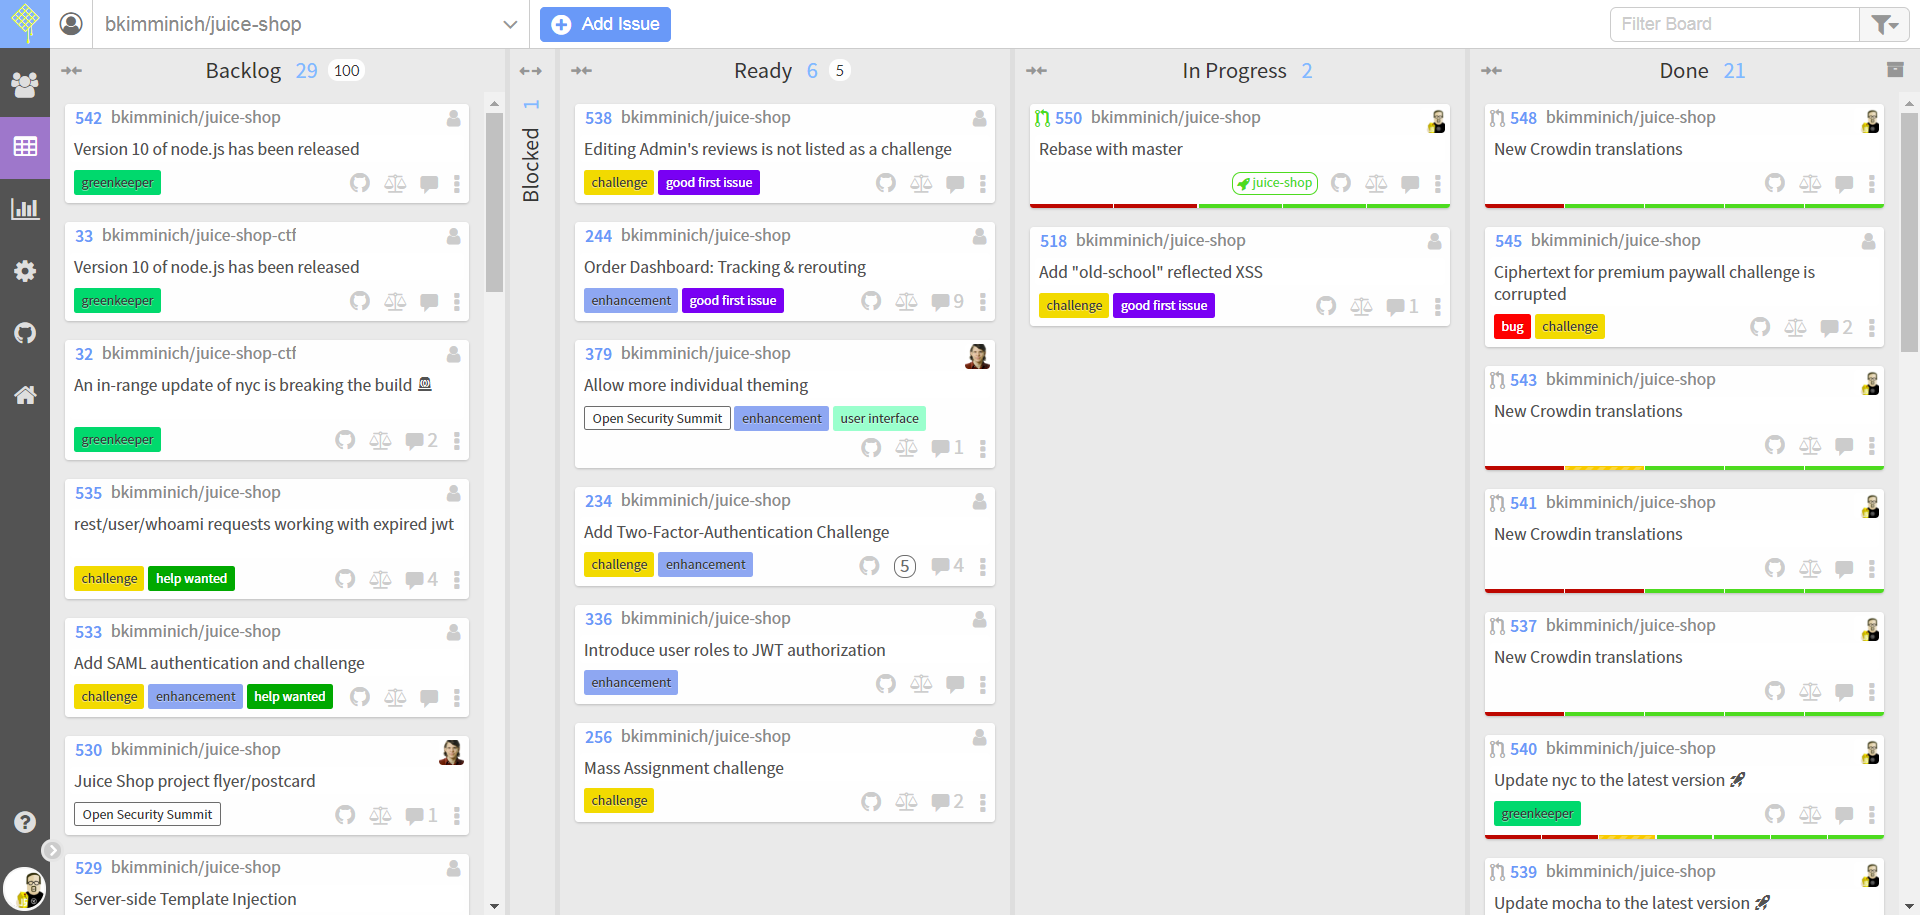 bkimminich/juice-shop
Add Issue
Filter Board
Backlog 29 100
542 bkimminich/juice-shop
Version 10 of node.js has been released
greenkeeper
33 bkimminich/juice-shop-ctf
Version 10 of node.js has been released
greenkeeper
32 bkimminich/juice-shop-ctf
An in-range update of nyc is breaking the build 🚨
greenkeeper
2
535 bkimminich/juice-shop
rest/user/whoami requests working with expired jwt
challenge help wanted
4
533 bkimminich/juice-shop
Add SAML authentication and challenge
challenge enhancement help wanted
530 bkimminich/juice-shop
Juice Shop project flyer/postcard
Open Security Summit
1
529 bkimminich/juice-shop
Server-side Template Injection
Blocked 1
Ready 6 5
538 bkimminich/juice-shop
Editing Admin's reviews is not listed as a challenge
challenge good first issue
244 bkimminich/juice-shop
Order Dashboard: Tracking & rerouting
enhancement good first issue
9
379 bkimminich/juice-shop
Allow more individual theming
Open Security Summit enhancement user interface
1
234 bkimminich/juice-shop
Add Two-Factor-Authentication Challenge
challenge enhancement
5 4
336 bkimminich/juice-shop
Introduce user roles to JWT authorization
enhancement
256 bkimminich/juice-shop
Mass Assignment challenge
challenge
2
In Progress 2
550 bkimminich/juice-shop
Rebase with master
juice-shop
518 bkimminich/juice-shop
Add "old-school" reflected XSS
challenge good first issue
1
Done 21
548 bkimminich/juice-shop
New Crowdin translations
545 bkimminich/juice-shop
Ciphertext for premium paywall challenge is
corrupted
bug challenge
2
543 bkimminich/juice-shop
New Crowdin translations
541 bkimminich/juice-shop
New Crowdin translations
537 bkimminich/juice-shop
New Crowdin translations
540 bkimminich/juice-shop
Update nyc to the latest version 🚀
greenkeeper
539 bkimminich/juice-shop
Update mocha to the latest version 🚀